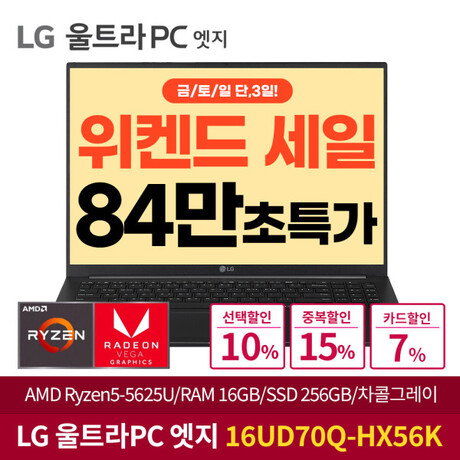 LG 울트라PC 엣지
금/토/일 단,3일!
위켄드 세일
84만초특가
LG
AMD
RYZEN
RADEON
VEGA
GRAPHICS
선택할인
10%
중복할인
15%
카드할인
7%
AMD Ryzen5-5625U/RAM 16GB/SSD 256GB/차콜그레이
LG 울트라PC 엣지 16UD70Q-HX56K